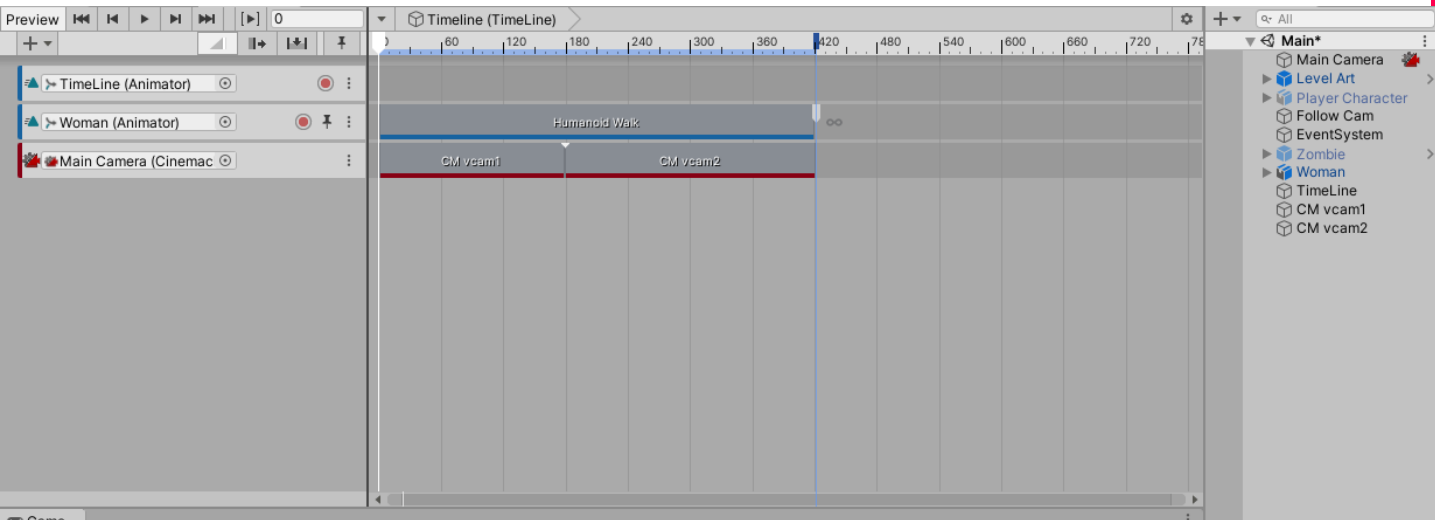 Preview 0 Timeline (TimeLine) All
60 120 180 240 300 360 420 480 540 600 660 720 78
Main*
Main Camera
TimeLine (Animator)
Level Art
Player Character
Woman (Animator)
Humanoid Walk
Follow Cam
EventSystem
Main Camera (Cinemac
CM vcam1
CM vcam2
Zombie
Woman
TimeLine
CM vcam1
CM vcam2